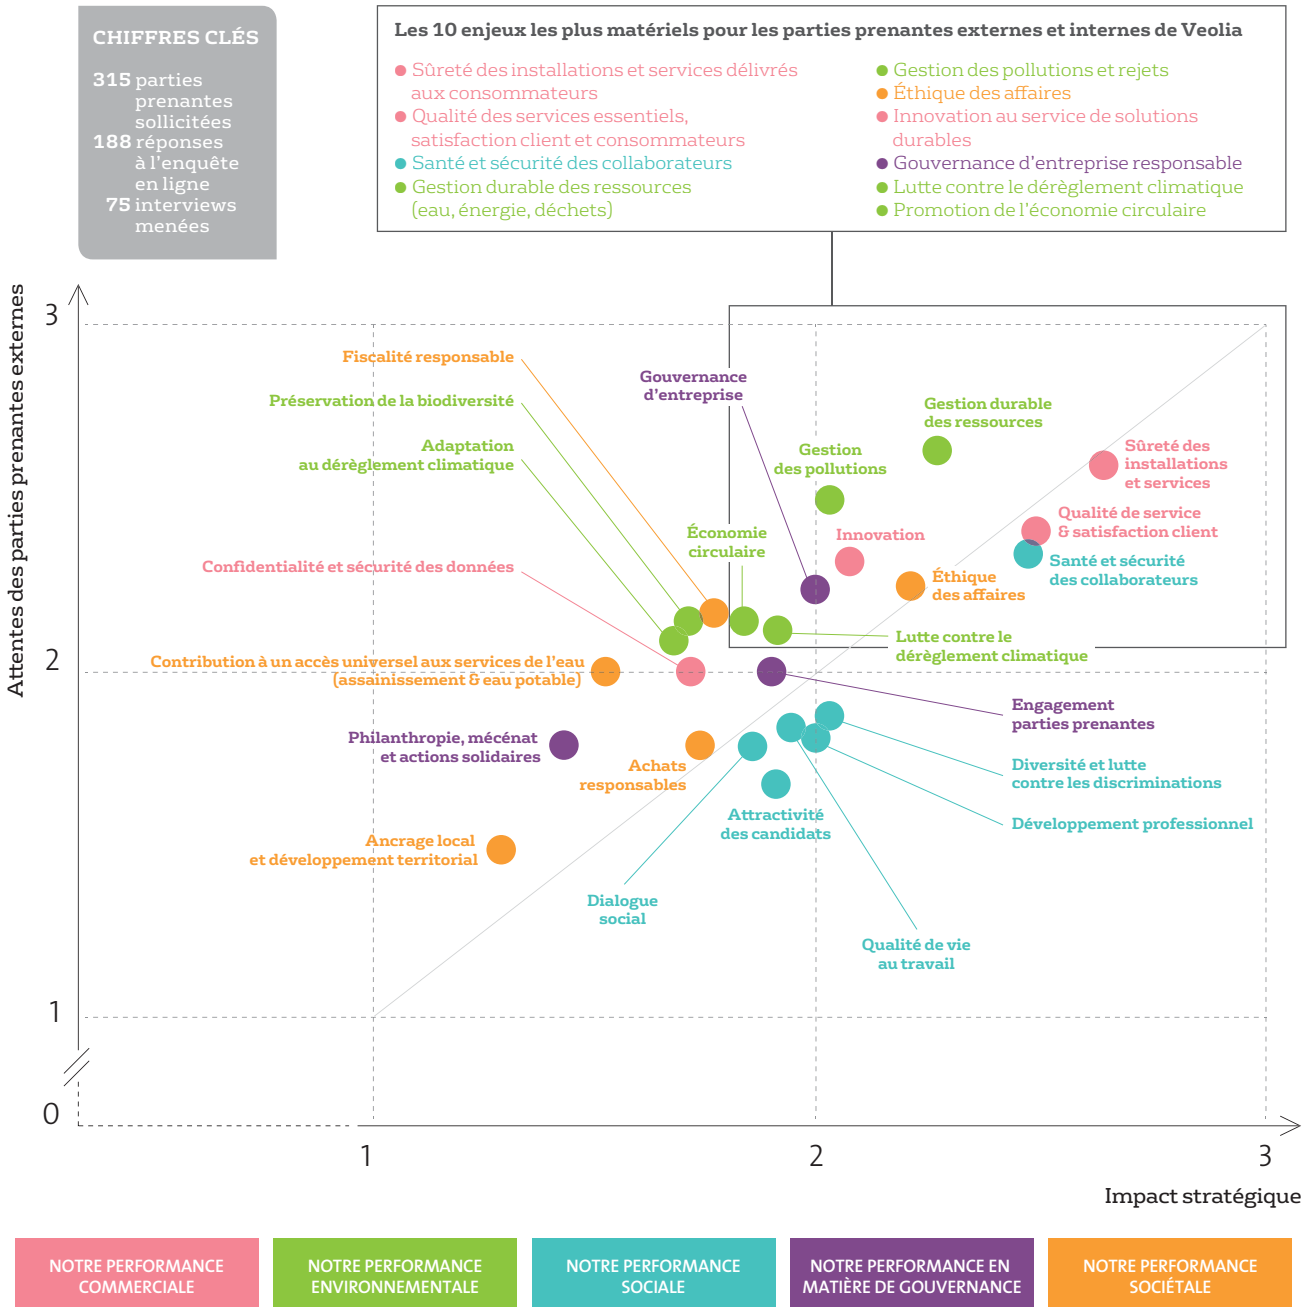 CHIFFRES CLÉS
315 parties
prenantes
sollicitées
188 réponses
à l'enquête
en ligne
75 interviews
menées
Les 10 enjeux les plus matériels pour les parties prenantes externes et internes de Veolia
Sûreté des installations et services délivrés
aux consommateurs
Qualité des services essentiels,
satisfaction client et consommateurs
Santé et sécurité des collaborateurs
Gestion durable des ressources
(eau, énergie, déchets)
Gestion des pollutions et rejets
Éthique des affaires
Innovation au service de solutions
durables
Gouvernance d'entreprise responsable
Lutte contre le dérèglement climatique
Promotion de l'économie circulaire
Attentes des parties prenantes externes
3
2
1
0
Fiscalité responsable
Préservation de la biodiversité
Adaptation
au dérèglement climatique
Confidentialité et sécurité des données
Contribution à un accès universel aux services de l'eau
(assainissement & eau potable)
Philanthropie, mécénat
et actions solidaires
Ancrage local
et développement territorial
Gouvernance
d'entreprise
Économie
circulaire
Gestion
des pollutions
Gestion durable
des ressources
Innovation
Sûreté des
installations
et services
Qualité de service
& satisfaction client
Santé et sécurité
des collaborateurs
Éthique
des affaires
Lutte contre le
dérèglement climatique
Engagement
parties prenantes
Diversité et lutte
contre les discriminations
Développement professionnel
Achats
responsables
Attractivité
des candidats
Dialogue
social
Qualité de vie
au travail
1
2
3
Impact stratégique
NOTRE PERFORMANCE
COMMERCIALE
NOTRE PERFORMANCE
ENVIRONNEMENTALE
NOTRE PERFORMANCE
SOCIALE
NOTRE PERFORMANCE EN
MATIÈRE DE GOUVERNANCE
NOTRE PERFORMANCE
SOCIÉTALE